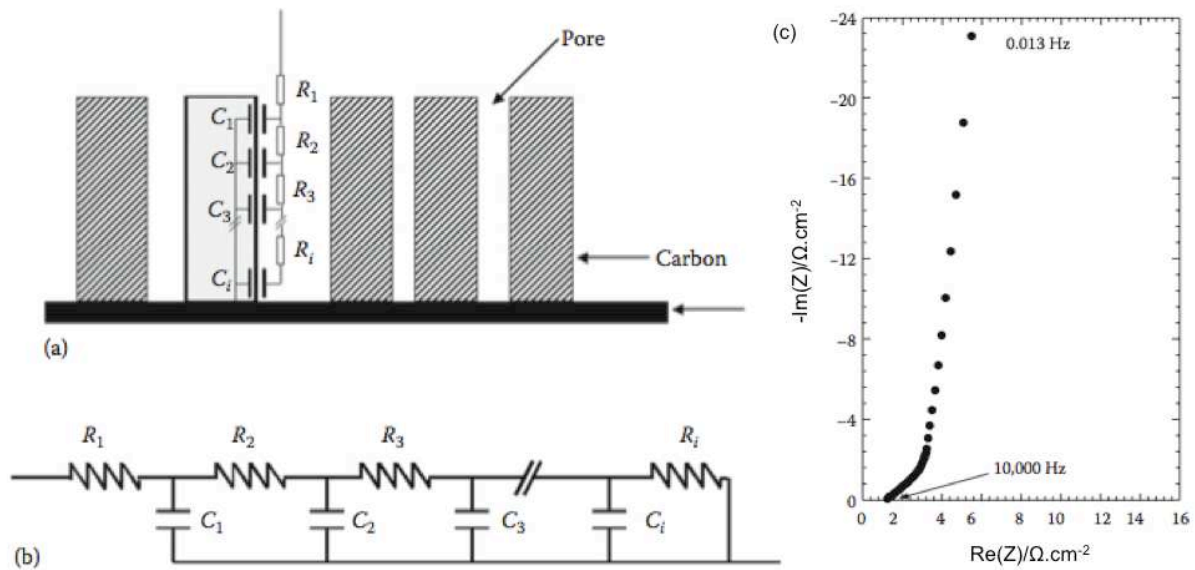 Pore
R₁
C₁
R₂
C₂
R₃
C₃
Rᵢ
Cᵢ
Carbon
(a)
R₁ R₂ R₃ Rᵢ
C₁ C₂ C₃ Cᵢ
(b)
(c)
-24
0.013 Hz
-20
-16
-12
-8
-4
10,000 Hz
0
0 2 4 6 8 10 12 14 16
-Im(Z)/Ω.cm⁻²
Re(Z)/Ω.cm⁻²